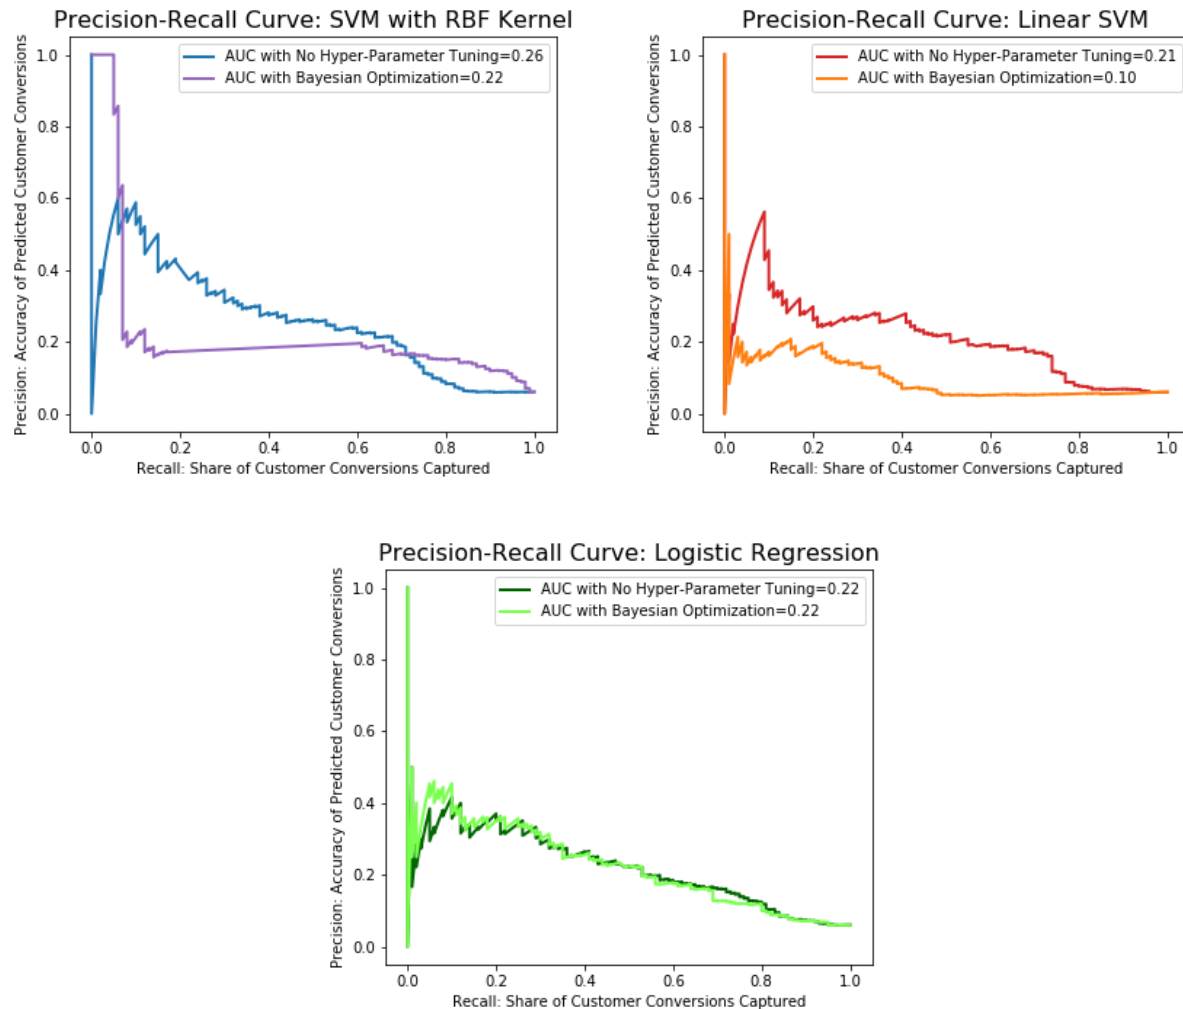 Precision-Recall Curve: SVM with RBF Kernel
AUC with No Hyper-Parameter Tuning=0.26
AUC with Bayesian Optimization=0.22
Precision: Accuracy of Predicted Customer Conversions
1.0
0.8
0.6
0.4
0.2
0.0
0.0 0.2 0.4 0.6 0.8 1.0
Recall: Share of Customer Conversions Captured
Precision-Recall Curve: Linear SVM
AUC with No Hyper-Parameter Tuning=0.21
AUC with Bayesian Optimization=0.10
Precision: Accuracy of Predicted Customer Conversions
1.0
0.8
0.6
0.4
0.2
0.0
0.0 0.2 0.4 0.6 0.8 1.0
Recall: Share of Customer Conversions Captured
Precision-Recall Curve: Logistic Regression
AUC with No Hyper-Parameter Tuning=0.22
AUC with Bayesian Optimization=0.22
Precision: Accuracy of Predicted Customer Conversions
1.0
0.8
0.6
0.4
0.2
0.0
0.0 0.2 0.4 0.6 0.8 1.0
Recall: Share of Customer Conversions Captured